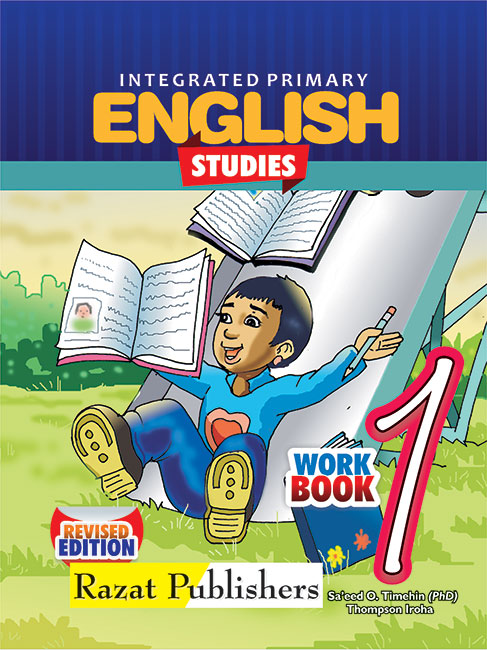 INTEGRATED PRIMARY
ENGLISH
STUDIES
WORK
BOOK
1
REVISED
EDITION
Razat Publishers
Sa'eed O. Timehin (PhD)
Thompson Iroha